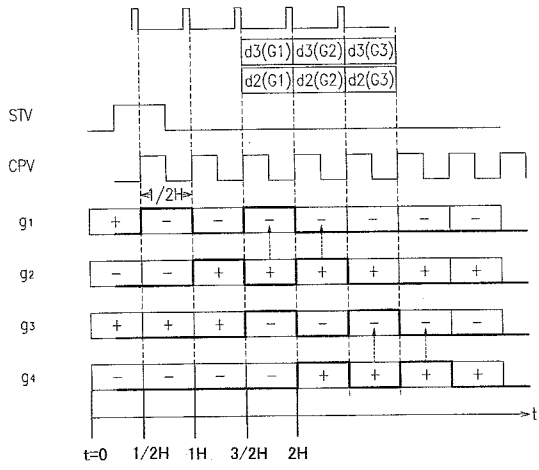 d3(G1) d3(G2) d3(G3)
d2(G1) d2(G2) d2(G3)
STV
CPV
1/2H
g1 + − − − − − − −
g2 − − + + + + + +
g3 + + + − − − − −
g4 − − − − + + + +
t
t=0 1/2H 1H 3/2H 2H